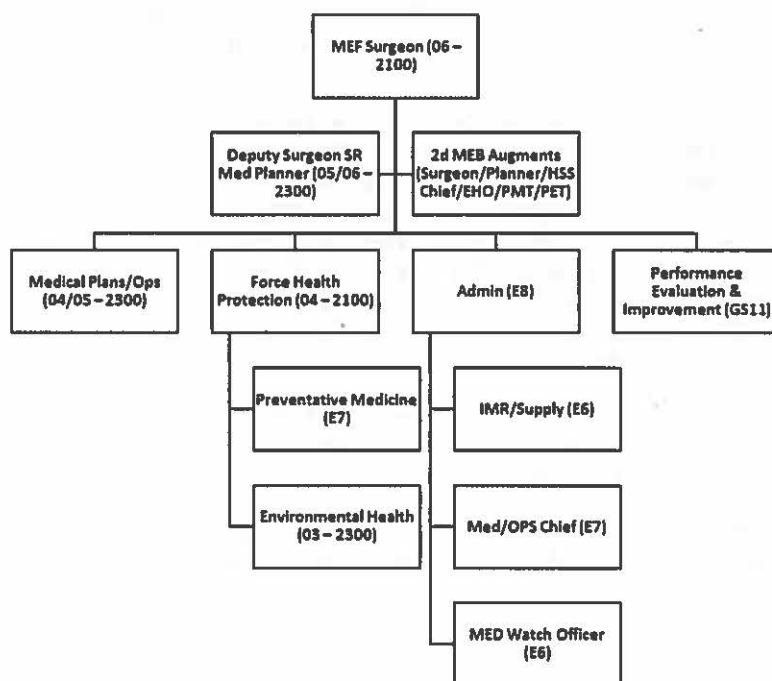 MEF Surgeon (06 –
2100)
Deputy Surgeon SR
Med Planner (05/06 –
2300)
2d MEB Augments
(Surgeon/Planner/HSS
Chief/EHO/PMT/PET)
Medical Plans/Ops
(04/05 – 2300)
Force Health
Protection (04 – 2100)
Admin (E8)
Performance
Evaluation &
Improvement (GS11)
Preventative Medicine
(E7)
IMR/Supply (E6)
Environmental Health
(03 – 2300)
Med/OPS Chief (E7)
MED Watch Officer
(E6)